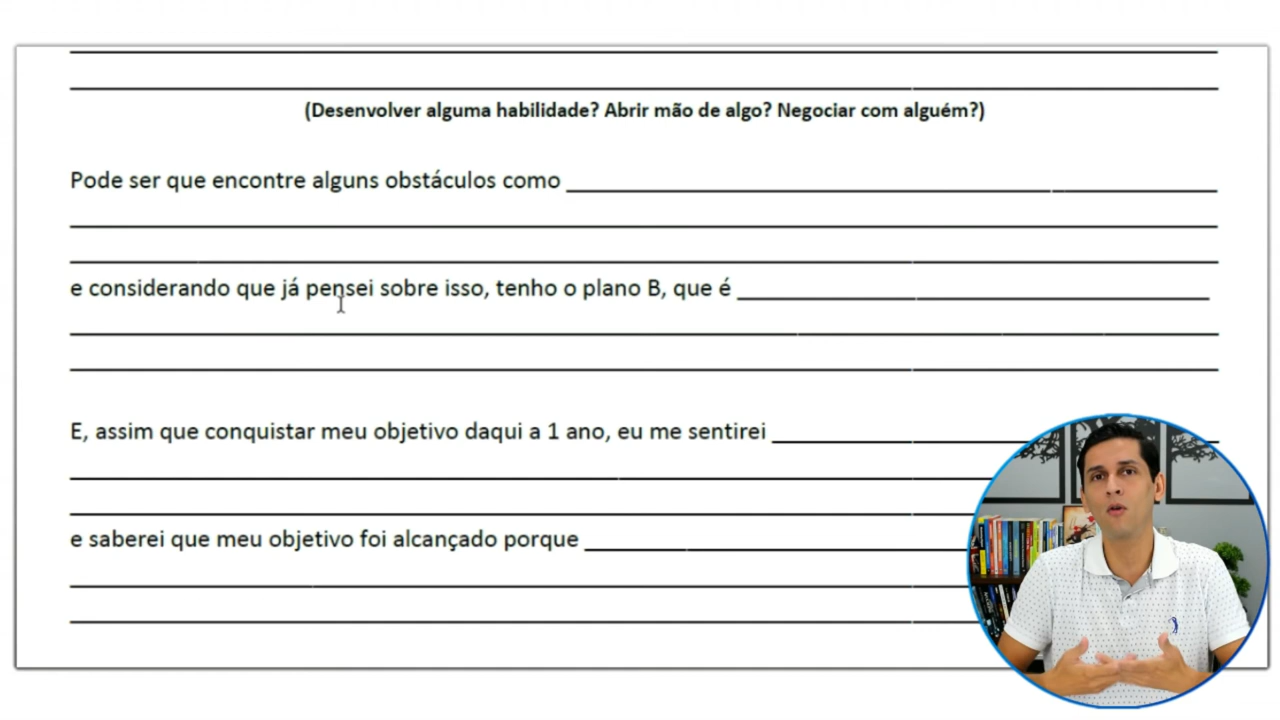 (Desenvolver alguma habilidade? Abrir mão de algo? Negociar com alguém?)
Pode ser que encontre alguns obstáculos como
e considerando que já pensei sobre isso, tenho o plano B, que é
E, assim que conquistar meu objetivo daqui a 1 ano, eu me sentirei
e saberei que meu objetivo foi alcançado porque